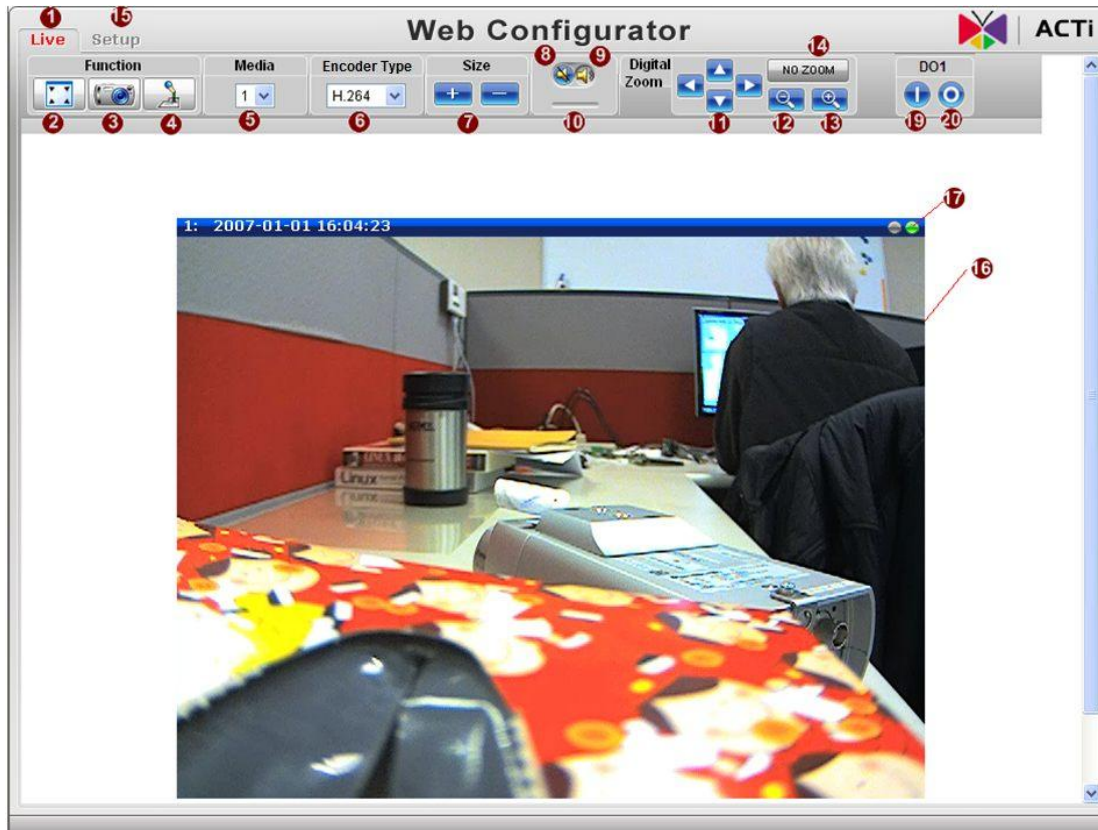 1 15 Web Configurator ACTi
Live Setup
14
8 9
Function Media Encoder Type Size Digital Zoom NO ZOOM DO1
1 H.264
2 3 4 5 6 7 10 11 12 13 19 20
17
1: 2007-01-01 16:04:23
16
THERMOS
Linux